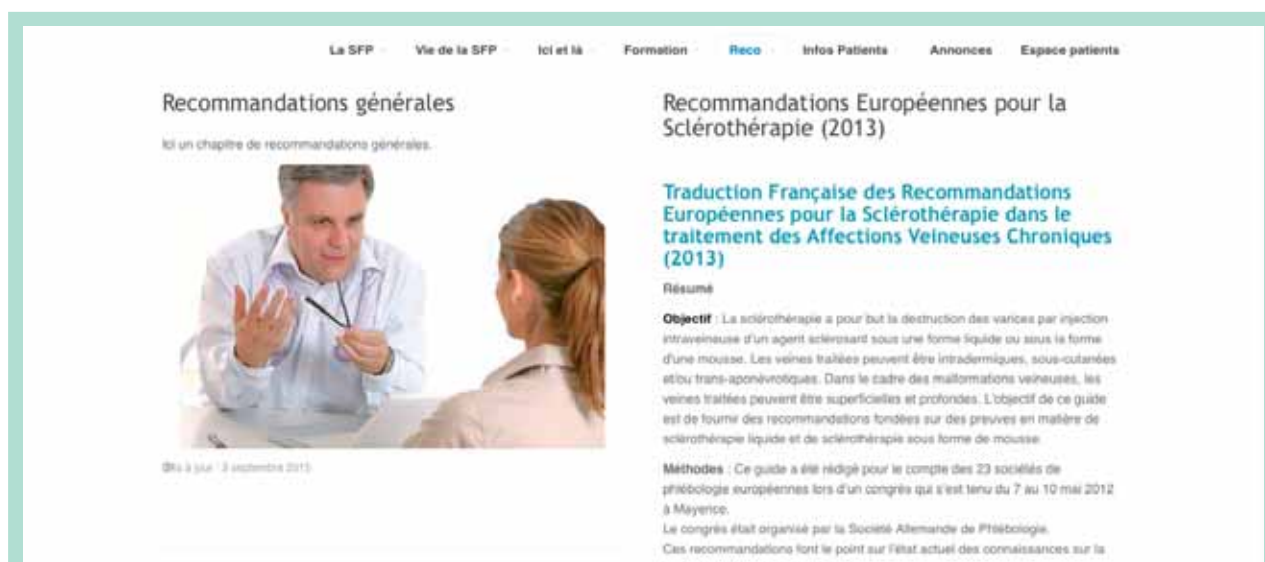 La SFP Vie de la SFP Ici et là Formation Reco Infos Patients Annonces Espace patients
Recommandations générales
Ici un chapitre de recommandations générales.
Mis à jour : 3 septembre 2015
Recommandations Européennes pour la
Sclérothérapie (2013)
Traduction Française des Recommandations
Européennes pour la Sclérothérapie dans le
traitement des Affections Veineuses Chroniques
(2013)
Résumé
Objectif : La sclérothérapie a pour but la destruction des varices par injection
intraveineuse d'un agent sclérosant sous une forme liquide ou sous la forme
d'une mousse. Les veines traitées peuvent être intradermiques, sous-cutanées
et/ou trans-aponévrotiques. Dans le cadre des malformations veineuses, les
veines traitées peuvent être superficielles et profondes. L'objectif de ce guide
est de fournir des recommandations fondées sur des preuves en matière de
sclérothérapie liquide et de sclérothérapie sous forme de mousse.
Méthodes : Ce guide a été rédigé pour le compte des 23 sociétés de
phlébologie européennes lors d'un congrès qui s'est tenu du 7 au 10 mai 2012
à Mayence.
Le congrès était organisé par la Société Allemande de Phlébologie.
Ces recommandations font le point sur l'état actuel des connaissances sur la